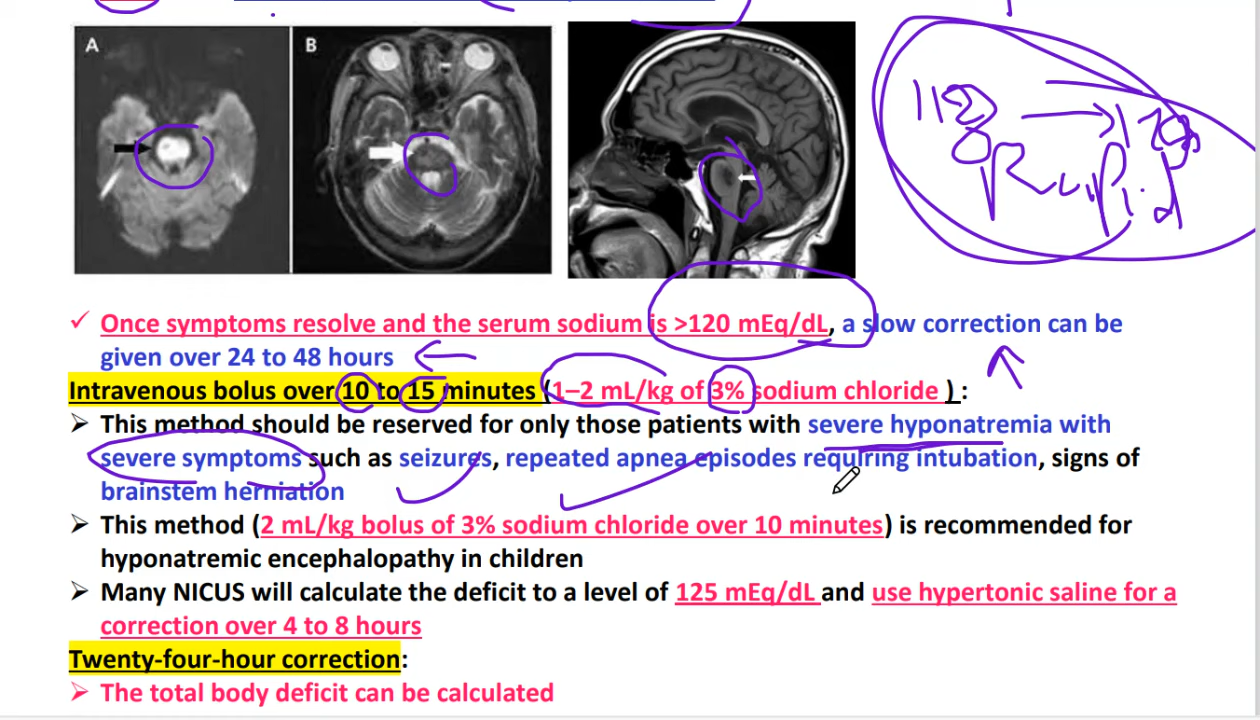 A
B
Rapid
✓ Once symptoms resolve and the serum sodium is >120 mEq/dL, a slow correction can be
given over 24 to 48 hours
Intravenous bolus over 10 to 15 minutes (1–2 mL/kg of 3% sodium chloride ) :
➢ This method should be reserved for only those patients with severe hyponatremia with
severe symptoms such as seizures, repeated apnea episodes requiring intubation, signs of
brainstem herniation
➢ This method (2 mL/kg bolus of 3% sodium chloride over 10 minutes) is recommended for
hyponatremic encephalopathy in children
➢ Many NICUS will calculate the deficit to a level of 125 mEq/dL and use hypertonic saline for a
correction over 4 to 8 hours
Twenty-four-hour correction:
➢ The total body deficit can be calculated